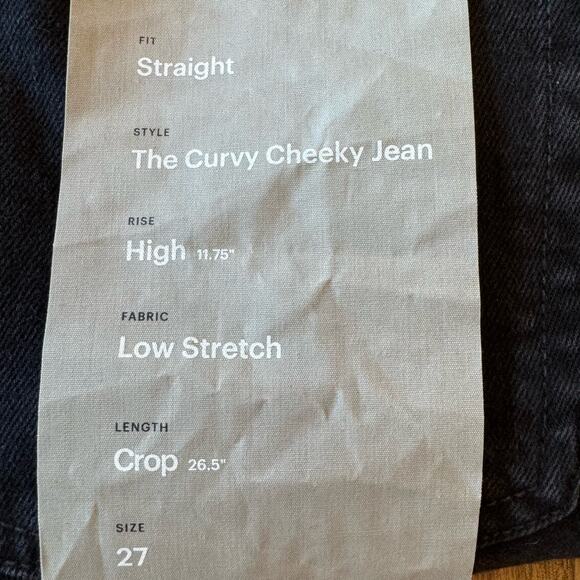 FIT
Straight
STYLE
The Curvy Cheeky Jean
RISE
High 11.75"
FABRIC
Low Stretch
LENGTH
Crop 26.5"
SIZE
27